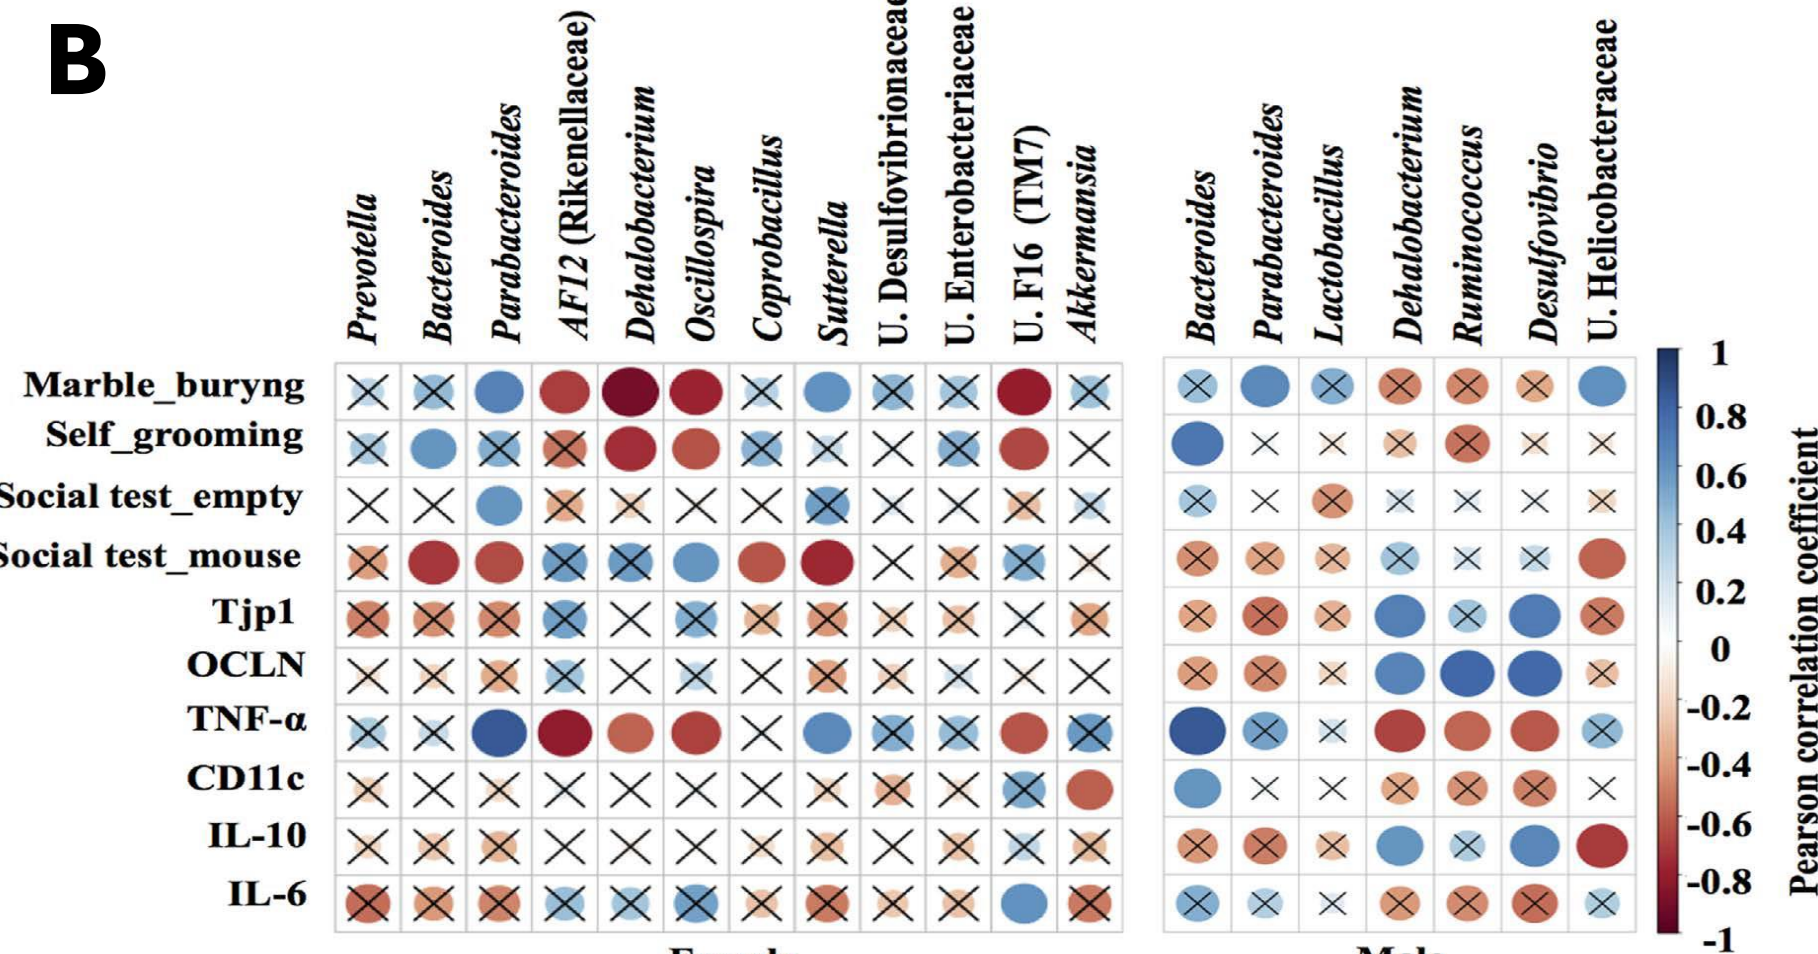 B
Prevotella
Bacteroides
Parabacteroides
AF12 (Rikenellaceae)
Dehalobacterium
Oscillospira
Coprobacillus
Sutterella
U. Desulfovibrionaceae
U. Enterobacteriaceae
U. F16 (TM7)
Akkermansia
Bacteroides
Parabacteroides
Lactobacillus
Dehalobacterium
Ruminococcus
Desulfovibrio
U. Helicobacteraceae
Marble_buryng
Self_grooming
Social test_empty
Social test_mouse
Tjp1
OCLN
TNF-α
CD11c
IL-10
IL-6
1
0.8
0.6
0.4
0.2
0
-0.2
-0.4
-0.6
-0.8
-1
Pearson correlation coefficient